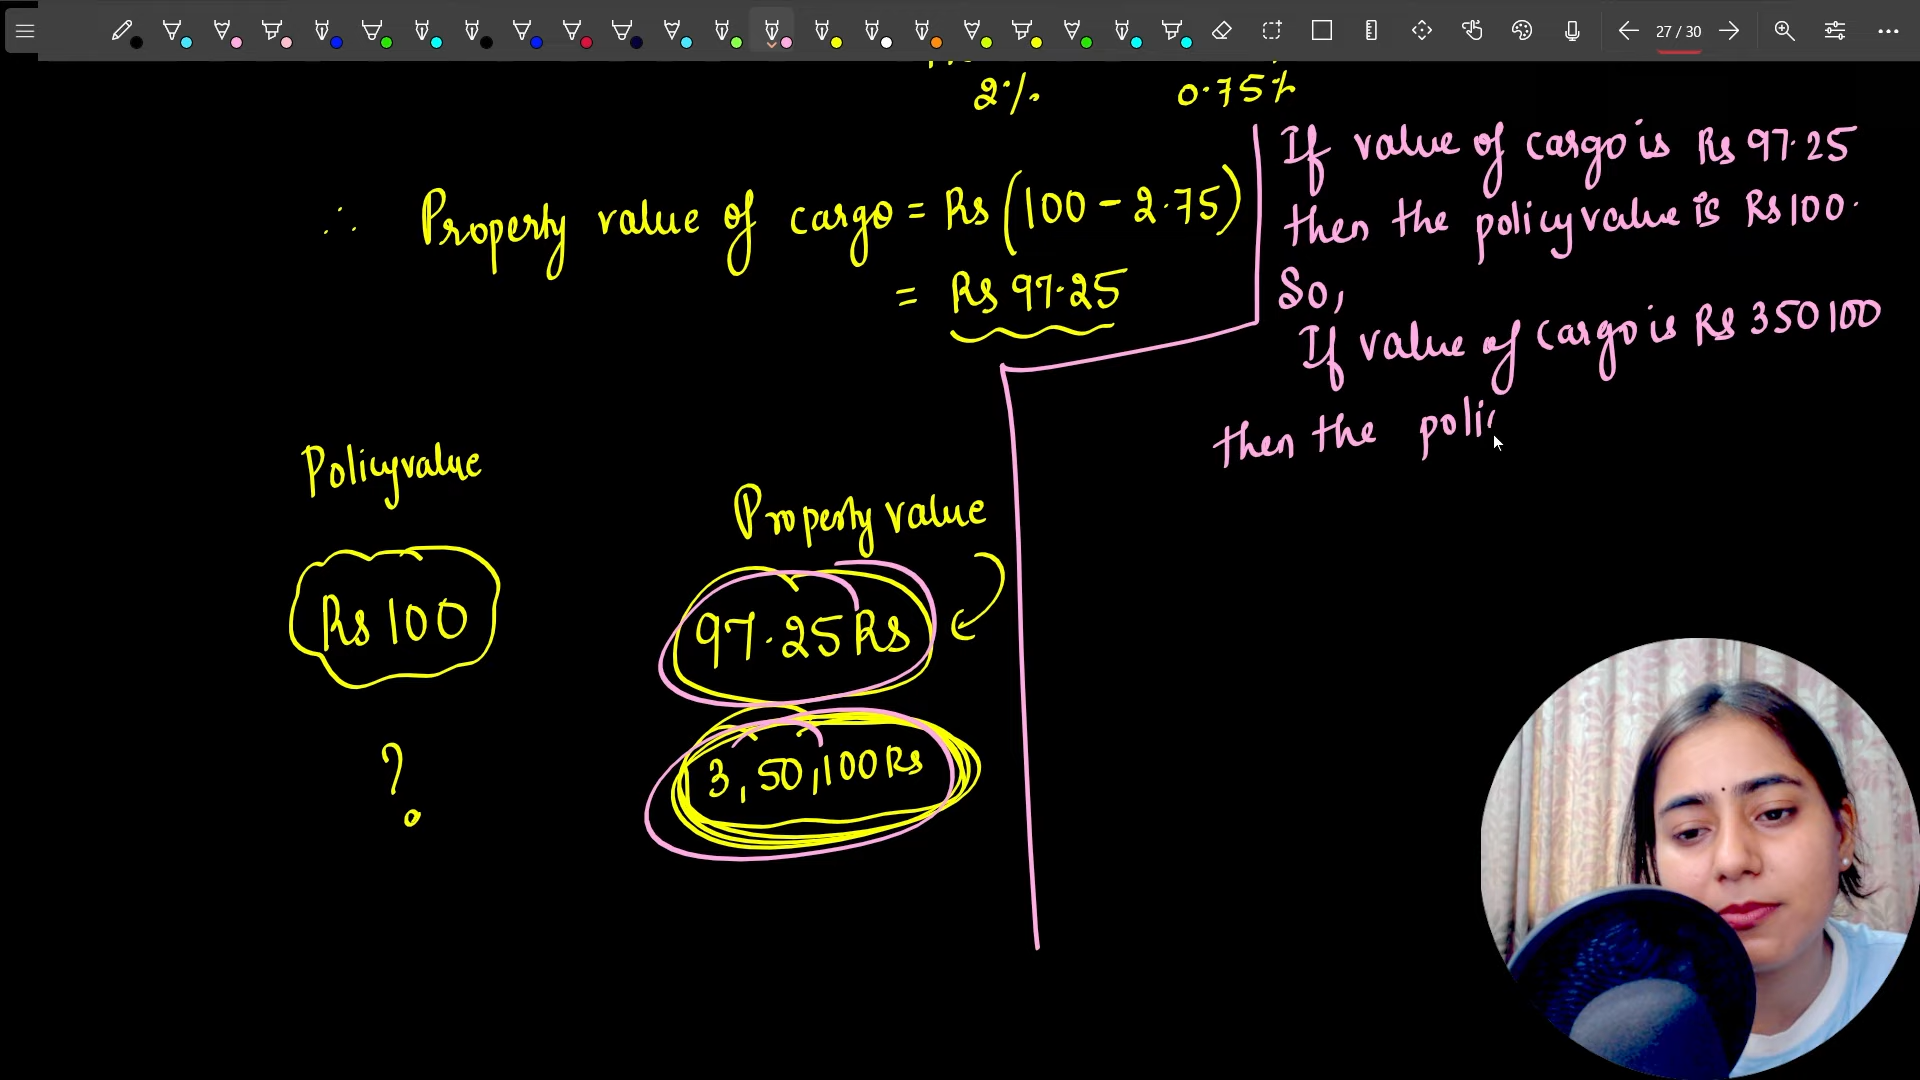 27 / 30
2% 0.75%
∴ Property value of cargo = Rs (100 - 2.75)
= Rs 97.25
If value of cargo is Rs 97.25
then the policy value is Rs 100.
So,
If value of cargo is Rs 350100
then the polic
Policy value
Property value
Rs 100
97.25 Rs
?
3,50,100 Rs